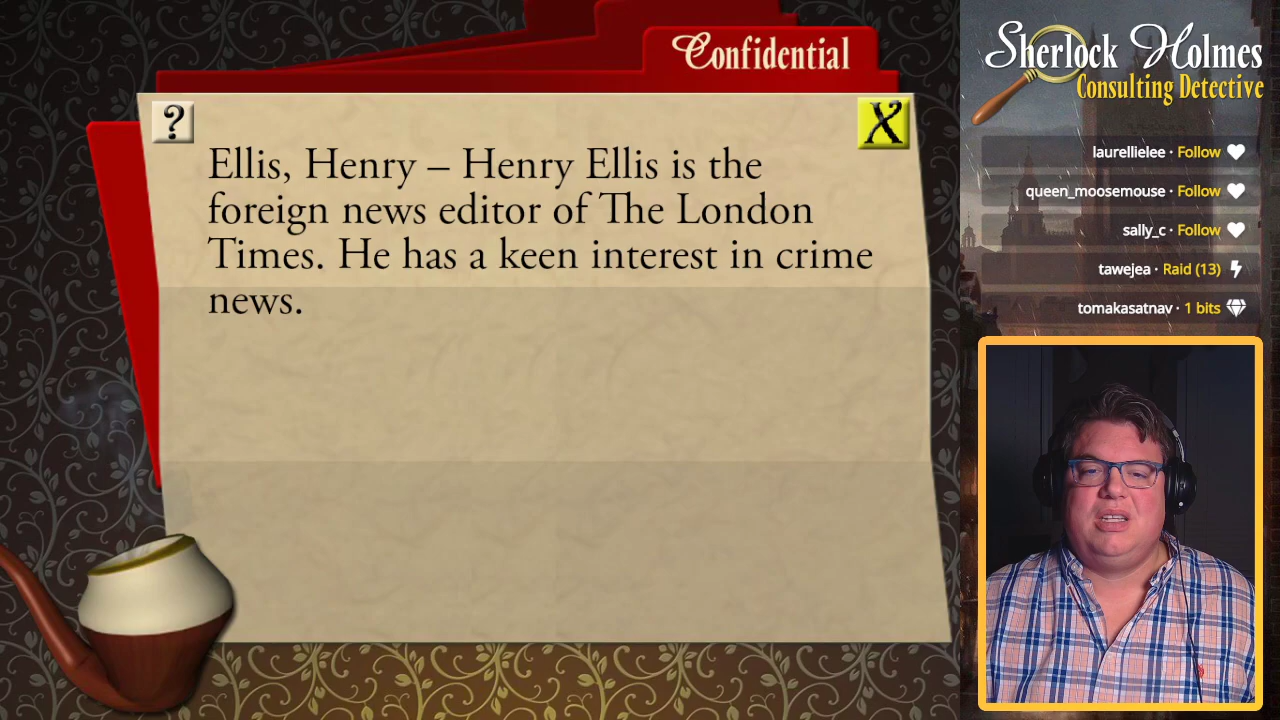 Confidential
?
X
Ellis, Henry – Henry Ellis is the
foreign news editor of The London
Times. He has a keen interest in crime
news.
Sherlock Holmes
Consulting Detective
laurellielee · Follow
queen_moosemouse · Follow
sally_c · Follow
tawejea · Raid (13)
tomakasatnav · 1 bits